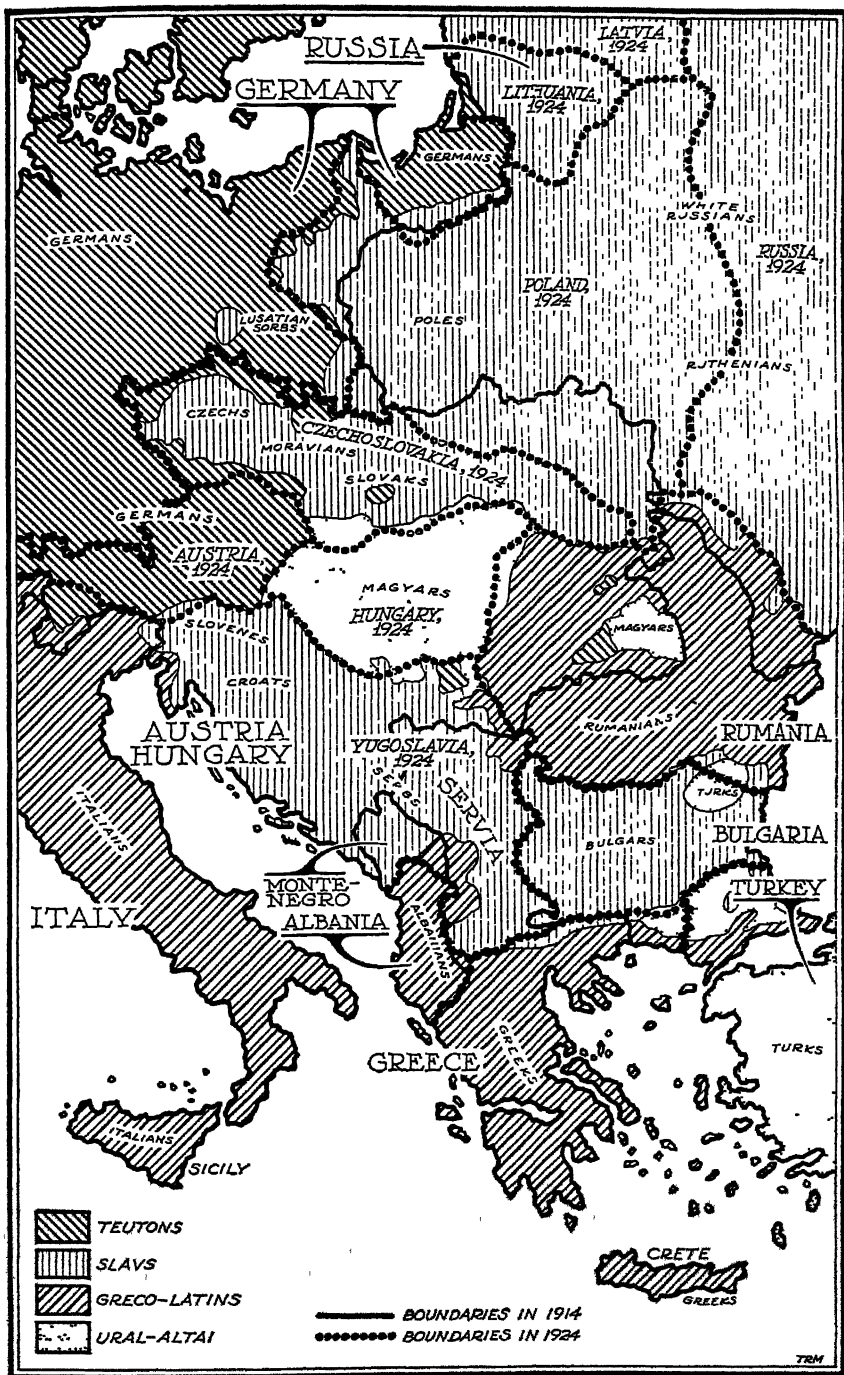 LATVIA
1924
RUSSIA
LITHUANIA,
1924
GERMANY
GERMANS
WHITE
RUSSIANS
GERMANS
RUSSIA,
1924
POLAND,
1924
LUSATIAN
SORBS
POLES
RUTHENIANS
CZECHS
CZECHOSLOVAKIA, 1924
MORAVIANS
SLOVAKS
GERMANS
AUSTRIA,
1924
MAGYARS
HUNGARY,
1924
MAGYARS
SLOVENES
CROATS
AUSTRIA
HUNGARY
RUMANIANS
RUMANIA
YUGOSLAVIA,
1924
SERBS
SERVIA
TURKS
ITALIANS
BULGARS
BULGARIA
MONTE-
NEGRO
TURKEY
ITALY
ALBANIA
ALBANIANS
GREEKS
TURKS
GREECE
ITALIANS
SICILY
TEUTONS
SLAVS
GRECO-LATINS
URAL-ALTAI
CRETE
GREEKS
BOUNDARIES IN 1914
BOUNDARIES IN 1924
TRM